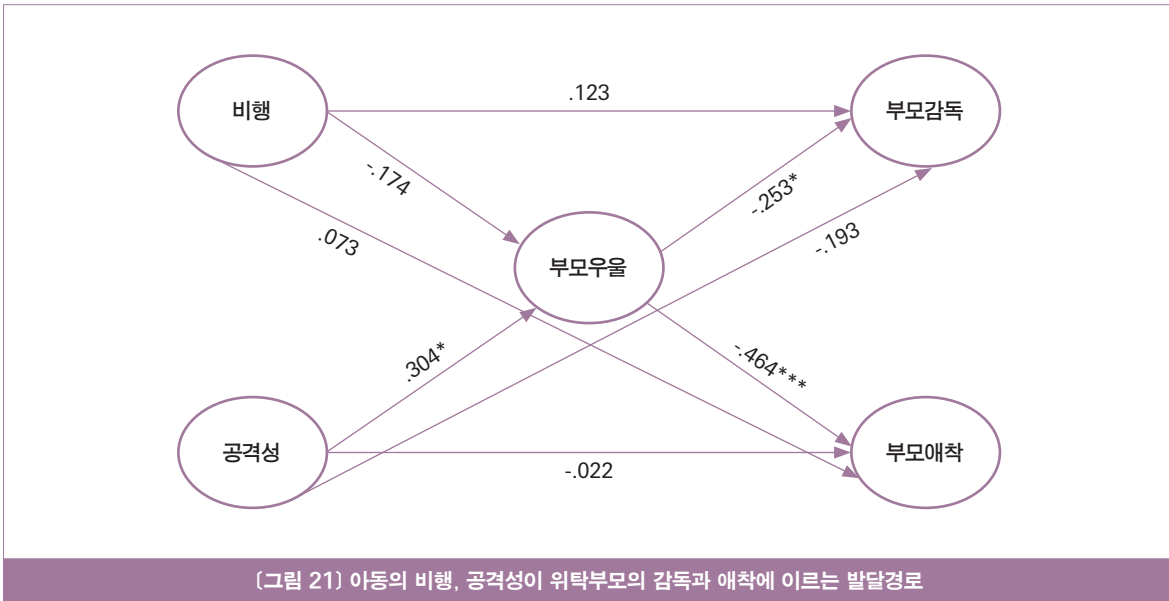 비행
.123
부모감독
-.174
-.253*
.073
-.193
부모우울
.304*
-.464***
공격성
-.022
부모애착
〔그림 21〕 아동의 비행, 공격성이 위탁부모의 감독과 애착에 이르는 발달경로